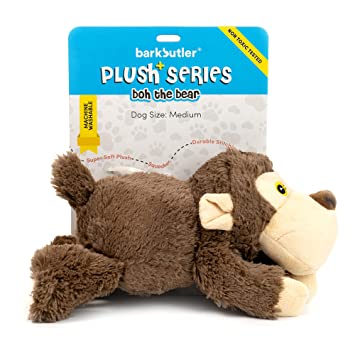 barkbutler®
NON TOXIC TESTED
Plush+ Series
boh the bear
Dog Size: Medium
MACHINE WASHABLE
Super Soft Plush
Squeaker
Durable Stitch